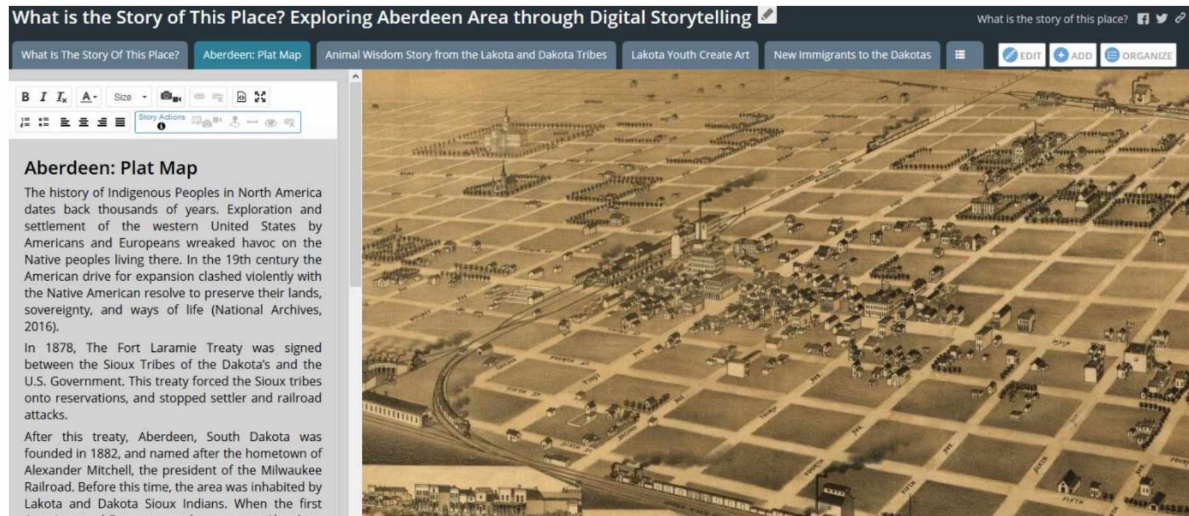 What is the Story of This Place? Exploring Aberdeen Area through Digital Storytelling
What is the story of this place?
What Is The Story Of This Place?
Aberdeen: Plat Map
Animal Wisdom Story from the Lakota and Dakota Tribes
Lakota Youth Create Art
New Immigrants to the Dakotas
EDIT
ADD
ORGANIZE
B I Ix A Size
Story Actions
Aberdeen: Plat Map
The history of Indigenous Peoples in North America
dates back thousands of years. Exploration and
settlement of the western United States by
Americans and Europeans wreaked havoc on the
Native peoples living there. In the 19th century the
American drive for expansion clashed violently with
the Native American resolve to preserve their lands,
sovereignty, and ways of life (National Archives,
2016).
In 1878, The Fort Laramie Treaty was signed
between the Sioux Tribes of the Dakota's and the
U.S. Government. This treaty forced the Sioux tribes
onto reservations, and stopped settler and railroad
attacks.
After this treaty, Aberdeen, South Dakota was
founded in 1882, and named after the hometown of
Alexander Mitchell, the president of the Milwaukee
Railroad. Before this time, the area was inhabited by
Lakota and Dakota Sioux Indians. When the first